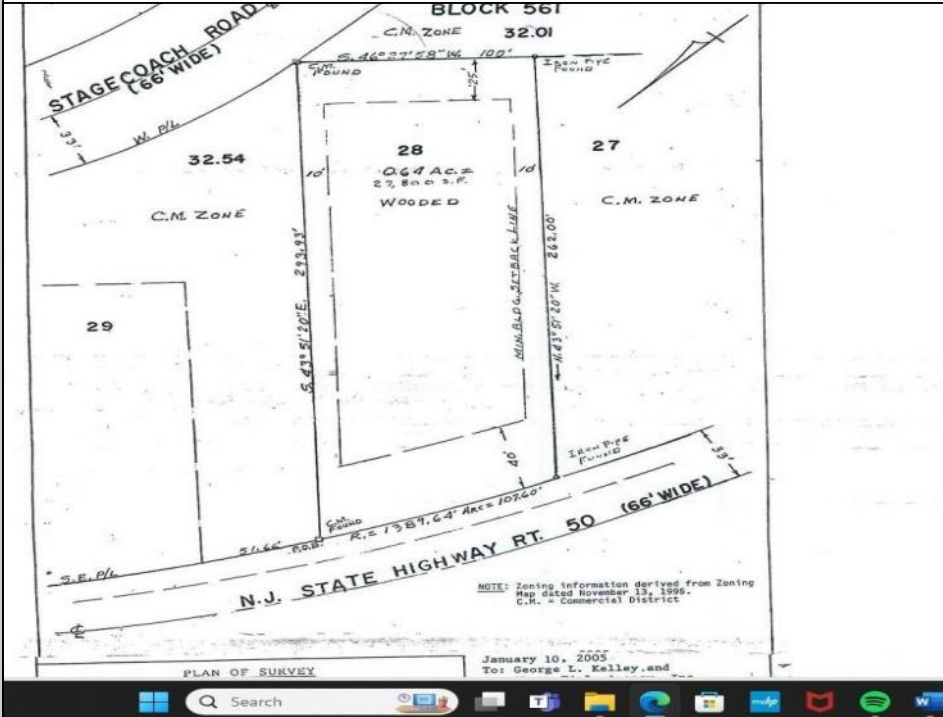 BLOCK 561
C.M. ZONE 32.01
STAGECOACH ROAD
(66' WIDE)
S. 46° 27' 58" W. 100'
C.M. FOUND
IRON PIPE FOUND
25'
33'
W. P/L
32.54
C.M. ZONE
28
0.64 AC.±
27,800 S.F.
WOODED
10'
10'
27
C.M. ZONE
MIN. BLDG. SETBACK LINE
S. 43° 51' 20" E. 293.93'
N. 43° 51' 20" W. 262.00'
29
40'
IRON PIPE FOUND
33'
C.M. FOUND
S.E. P/L
51.66'
P.O.B.
R. = 1389.64' ARC = 107.60'
N.J. STATE HIGHWAY RT. 50 (66' WIDE)
NOTE: Zoning information derived from Zoning
Map dated November 13, 1996.
C.M. = Commercial District
PLAN OF SURVEY
January 10, 2005
To: George L. Kelley, and
Search